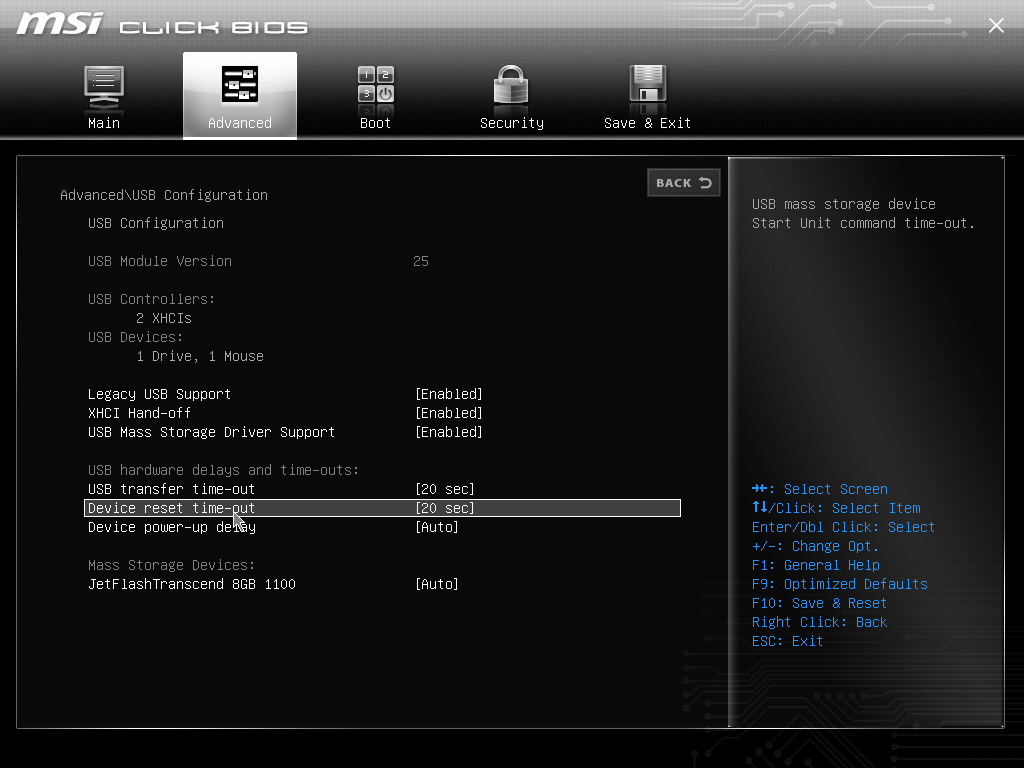 msi CLICK BIOS
1 2
3
Main Advanced Boot Security Save & Exit
BACK
Advanced\USB Configuration
USB Configuration
USB Module Version 25
USB Controllers:
2 XHCIs
USB Devices:
1 Drive, 1 Mouse
Legacy USB Support [Enabled]
XHCI Hand-off [Enabled]
USB Mass Storage Driver Support [Enabled]
USB hardware delays and time-outs:
USB transfer time-out [20 sec]
Device reset time-out [20 sec]
Device power-up delay [Auto]
Mass Storage Devices:
JetFlashTranscend 8GB 1100 [Auto]
USB mass storage device
Start Unit command time-out.
→←: Select Screen
↑↓/Click: Select Item
Enter/Dbl Click: Select
+/-: Change Opt.
F1: General Help
F9: Optimized Defaults
F10: Save & Reset
Right Click: Back
ESC: Exit